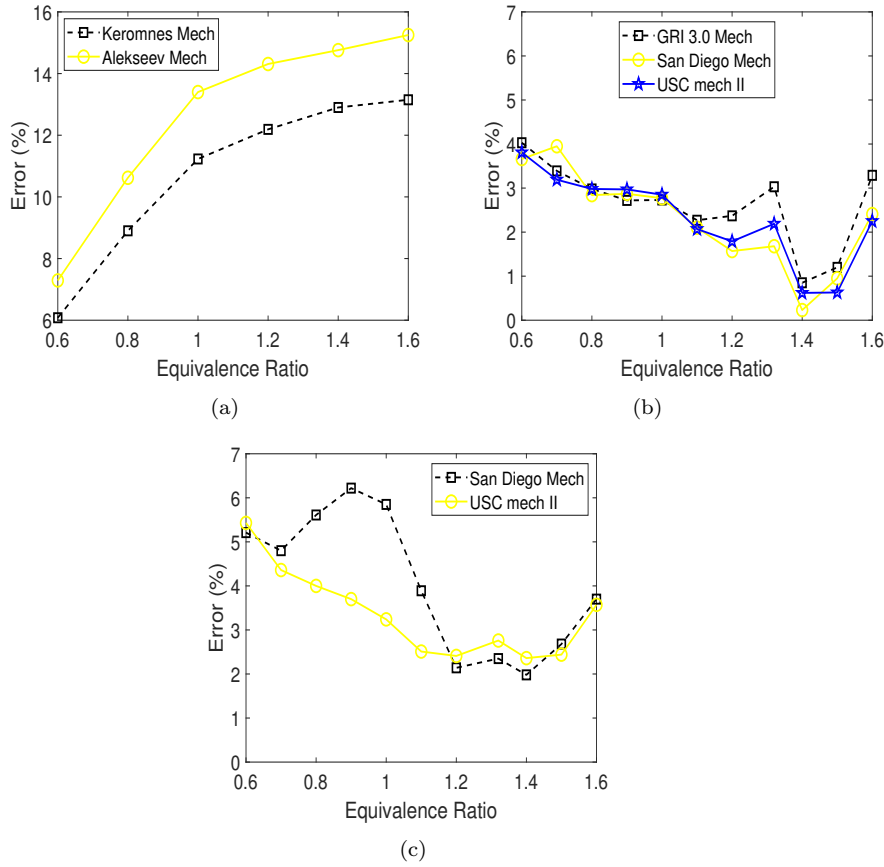 16
14
12
10
8
6
Error (%)
Keromnes Mech
Alekseev Mech
0.6 0.8 1 1.2 1.4 1.6
Equivalence Ratio
(a)
7
6
5
4
3
2
1
0
Error (%)
GRI 3.0 Mech
San Diego Mech
USC mech II
0.6 0.8 1 1.2 1.4 1.6
Equivalence Ratio
(b)
7
6
5
4
3
2
1
0
Error (%)
San Diego Mech
USC mech II
0.6 0.8 1 1.2 1.4 1.6
Equivalence Ratio
(c)